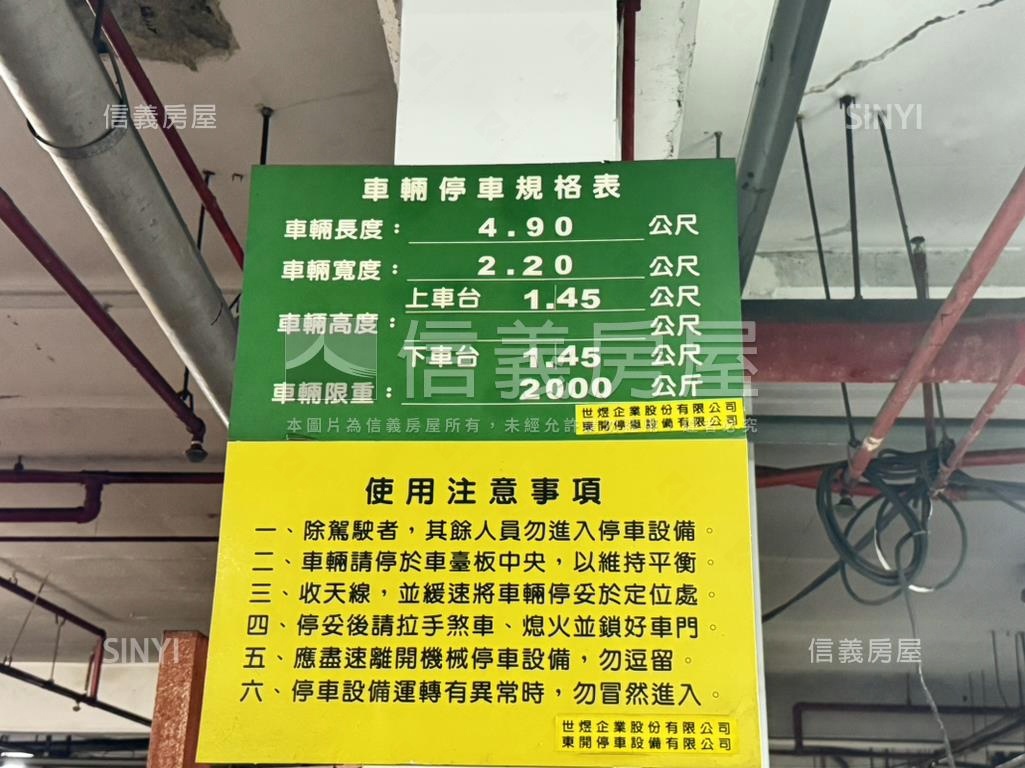 信義房屋
SINYI
車輛停車規格表
車輛長度：4.90 公尺
車輛寬度：2.20 公尺
上車台 1.45 公尺
車輛高度： 公尺
下車台 1.45 公尺
車輛限重：2000 公斤
信義房屋
世煜企業股份有限公司
東開停車設備有限公司
本圖片為信義房屋所有，未經允許
使用注意事項
一、除駕駛者，其餘人員勿進入停車設備。
二、車輛請停於車臺板中央，以維持平衡。
三、收天線，並緩速將車輛停妥於定位處。
四、停妥後請拉手煞車、熄火並鎖好車門。
SINYI
信義房屋
五、應盡速離開機械停車設備，勿逗留。
六、停車設備運轉有異常時，勿冒然進入。
世煜企業股份有限公司
東開停車設備有限公司